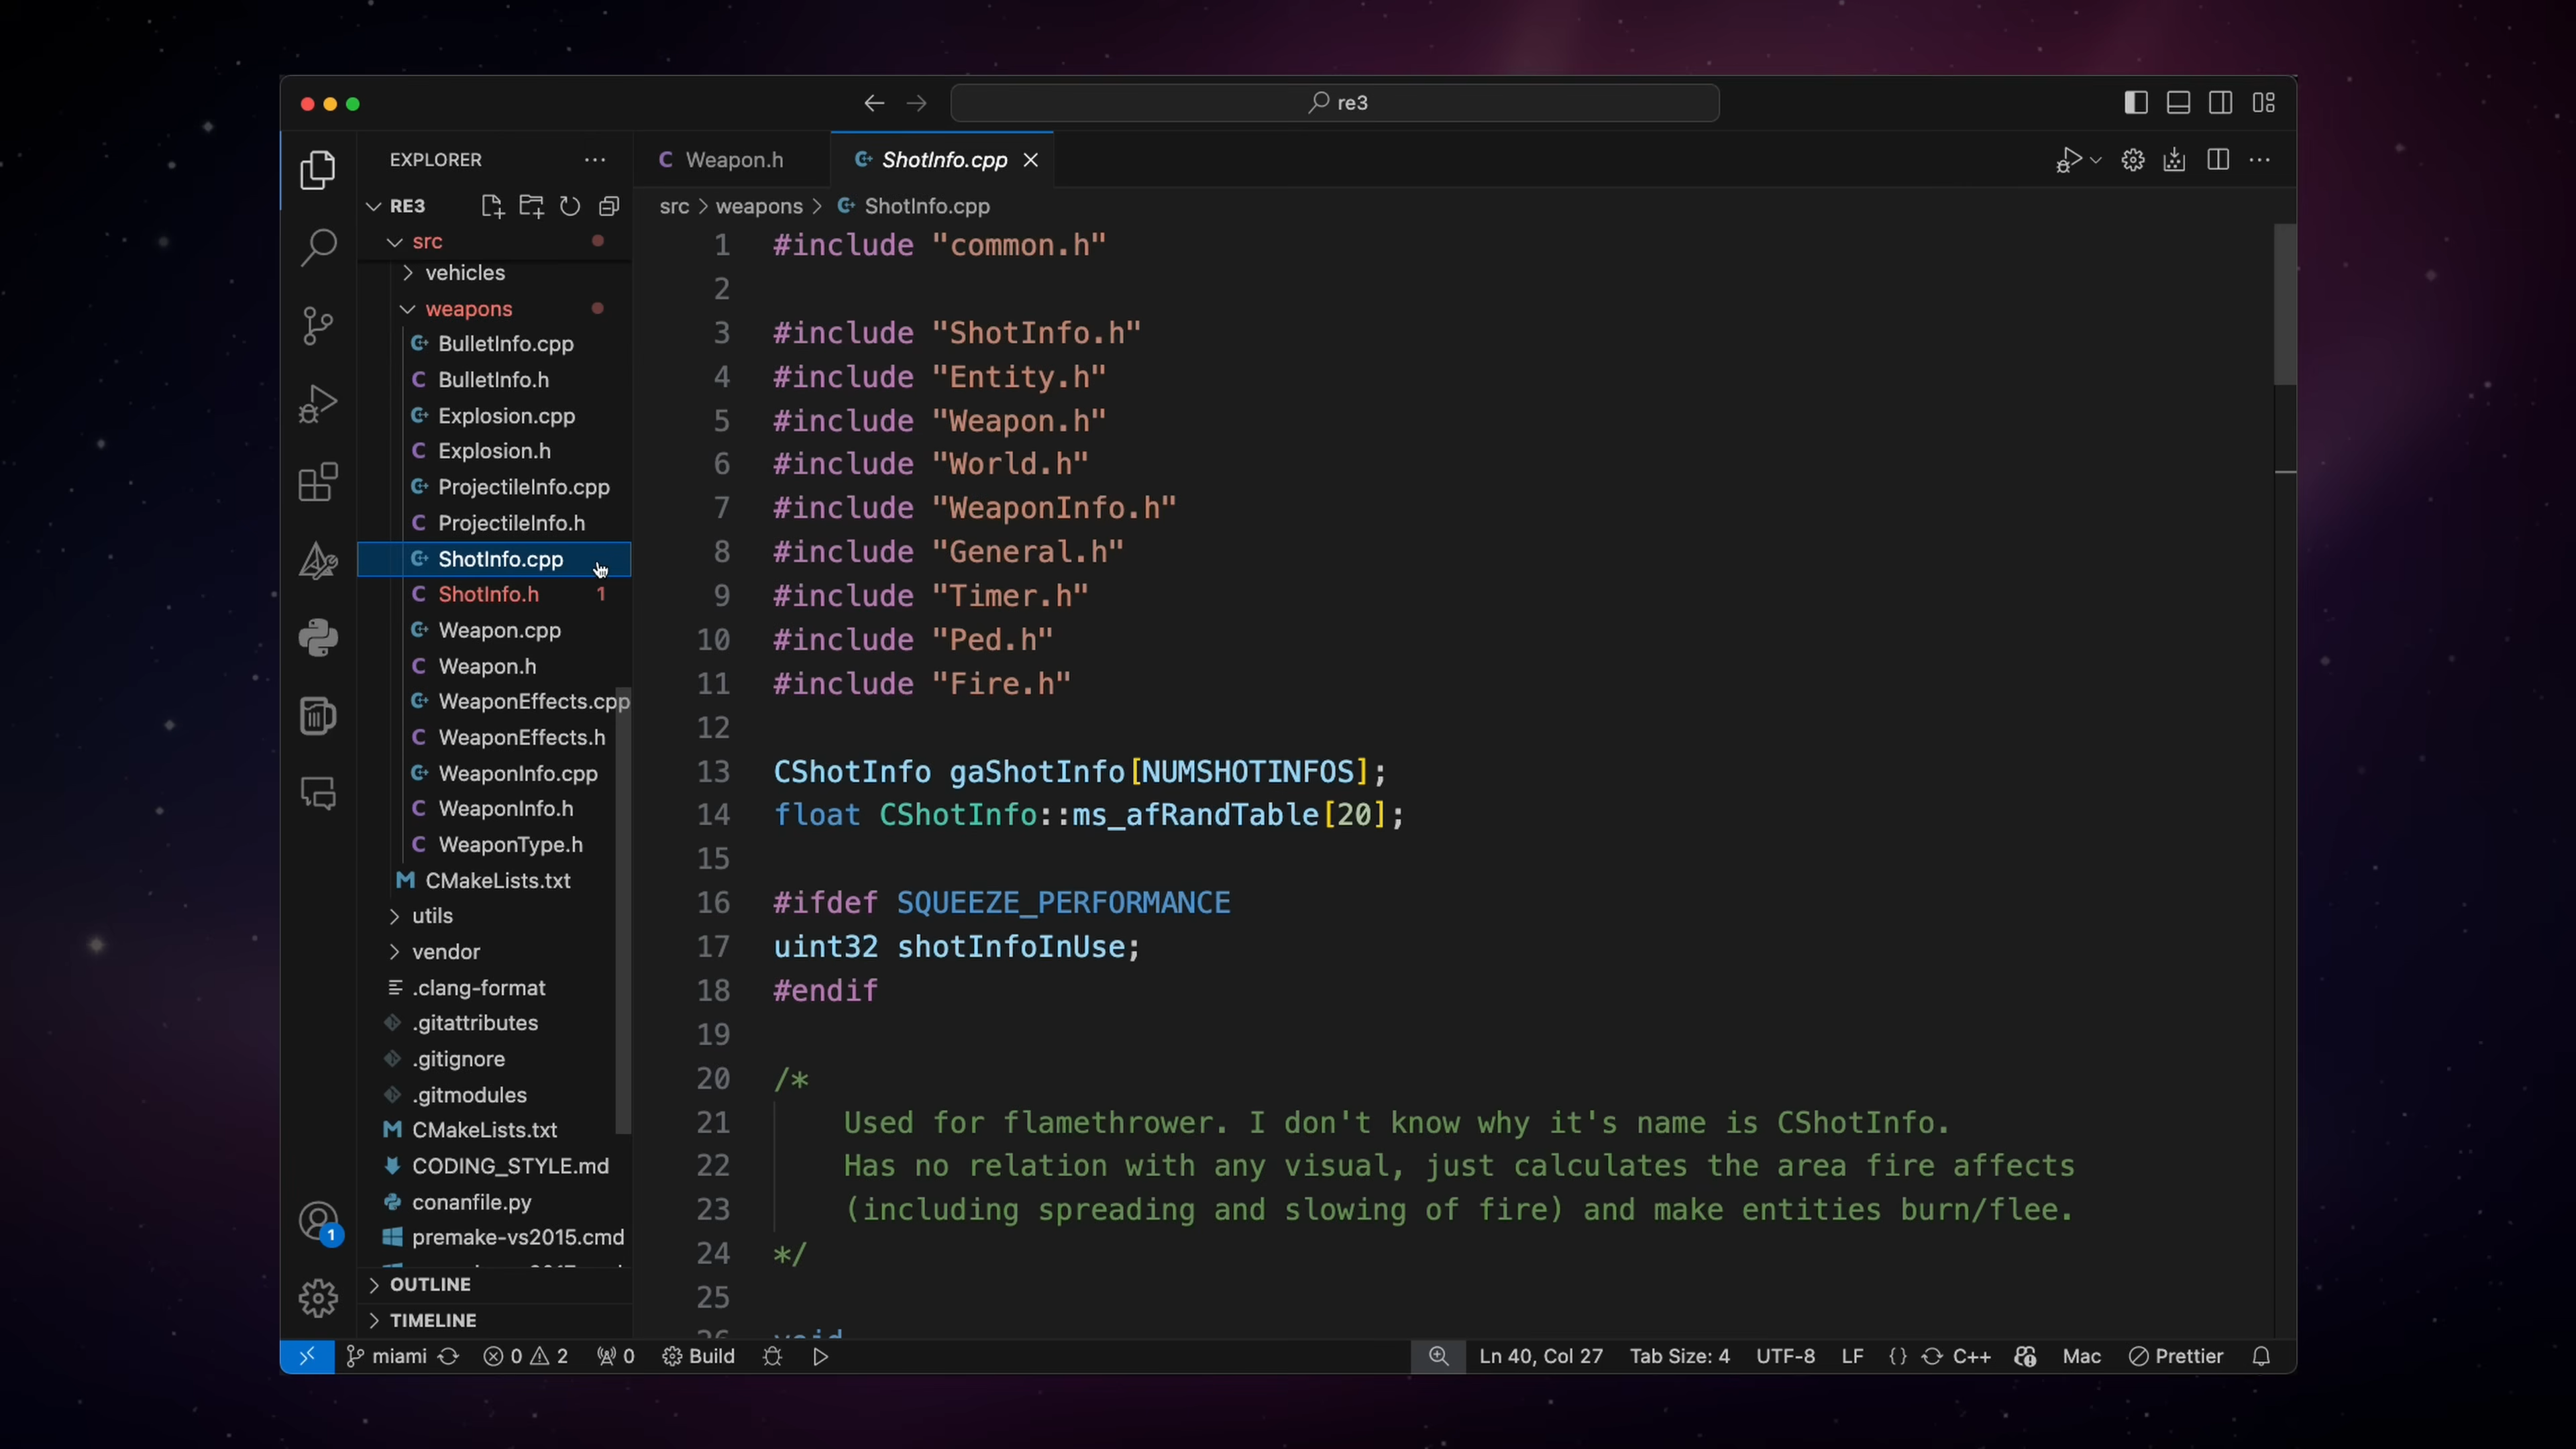 re3
EXPLORER
RE3
src
vehicles
weapons
BulletInfo.cpp
BulletInfo.h
Explosion.cpp
Explosion.h
ProjectileInfo.cpp
ProjectileInfo.h
ShotInfo.cpp
ShotInfo.h 1
Weapon.cpp
Weapon.h
WeaponEffects.cpp
WeaponEffects.h
WeaponInfo.cpp
WeaponInfo.h
WeaponType.h
CMakeLists.txt
utils
vendor
.clang-format
.gitattributes
.gitignore
.gitmodules
CMakeLists.txt
CODING_STYLE.md
conanfile.py
premake-vs2015.cmd
OUTLINE
TIMELINE
1
Weapon.h ShotInfo.cpp
src > weapons > ShotInfo.cpp
1 #include "common.h"
2
3 #include "ShotInfo.h"
4 #include "Entity.h"
5 #include "Weapon.h"
6 #include "World.h"
7 #include "WeaponInfo.h"
8 #include "General.h"
9 #include "Timer.h"
10 #include "Ped.h"
11 #include "Fire.h"
12
13 CShotInfo gaShotInfo[NUMSHOTINFOS];
14 float CShotInfo::ms_afRandTable[20];
15
16 #ifdef SQUEEZE_PERFORMANCE
17 uint32 shotInfoInUse;
18 #endif
19
20 /*
21 Used for flamethrower. I don't know why it's name is CShotInfo.
22 Has no relation with any visual, just calculates the area fire affects
23 (including spreading and slowing of fire) and make entities burn/flee.
24 */
25
26 void
miami 0 2 0 Build Ln 40, Col 27 Tab Size: 4 UTF-8 LF {} C++ Mac Prettier